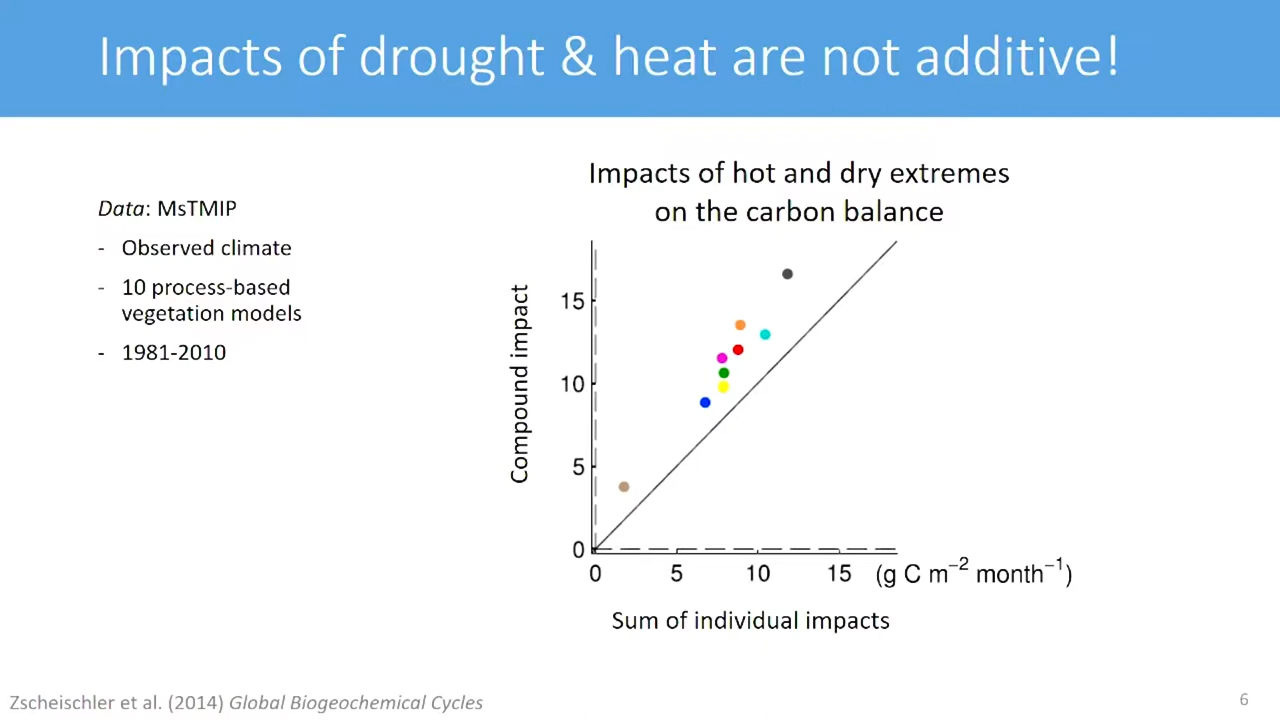 Impacts of drought & heat are not additive!
Data: MsTMIP
- Observed climate
- 10 process-based
vegetation models
- 1981-2010
Impacts of hot and dry extremes
on the carbon balance
Compound impact
15
10
5
0
0 5 10 15 (g C m⁻² month⁻¹)
Sum of individual impacts
Zscheischler et al. (2014) Global Biogeochemical Cycles
6